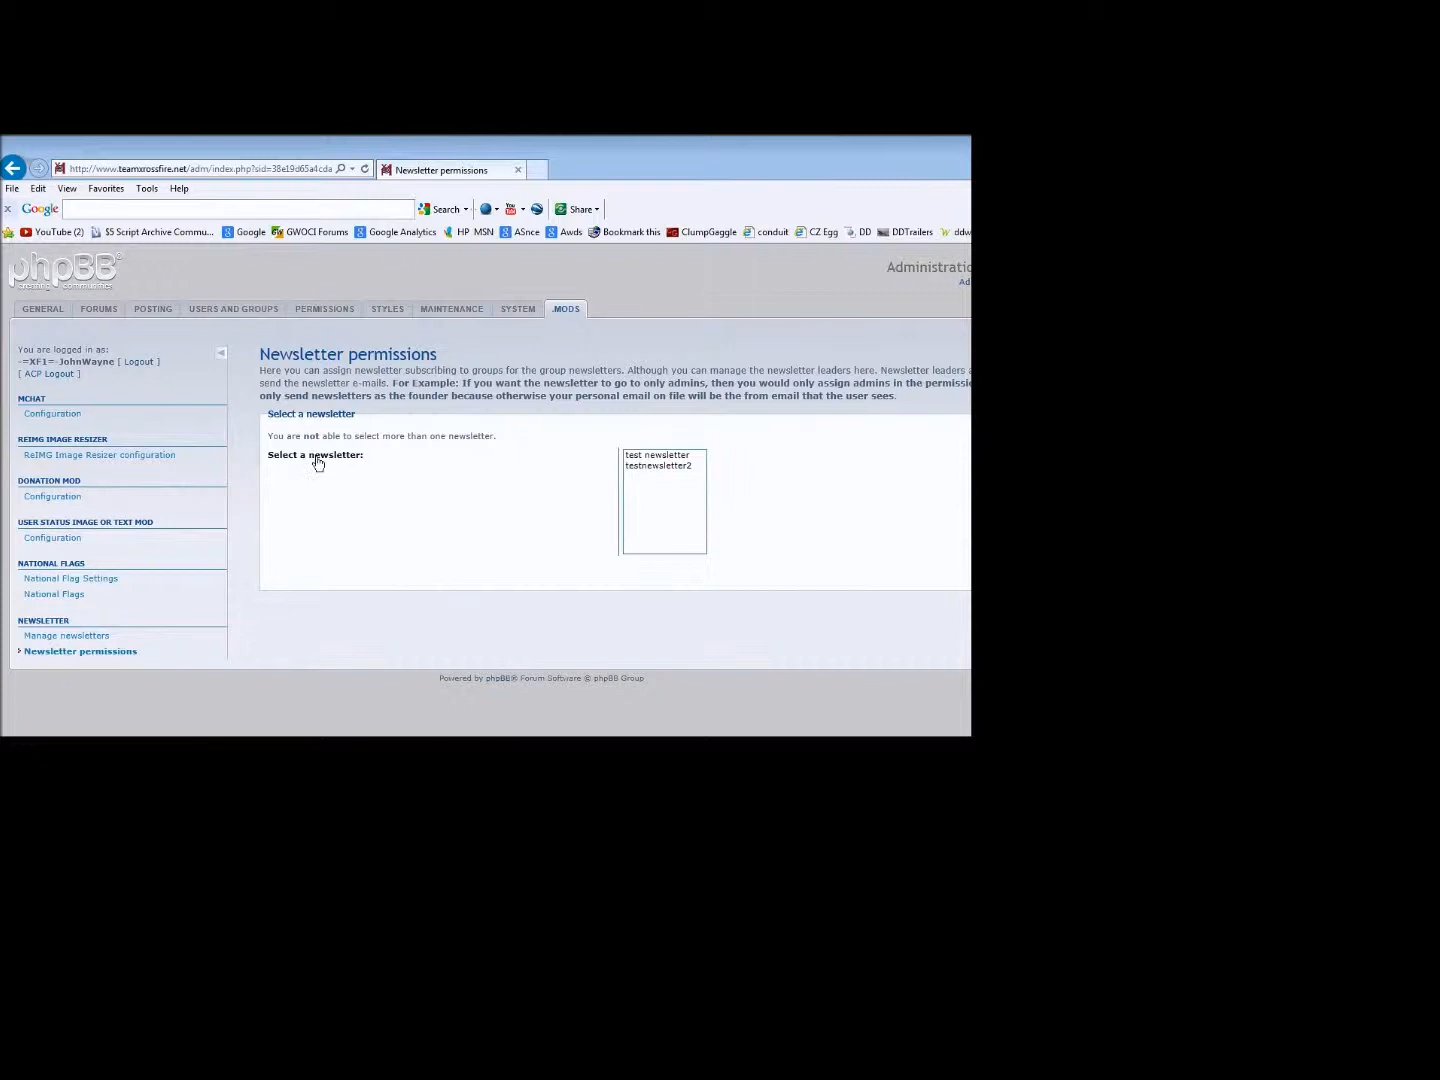 http://www.teamxrossfire.net/adm/index.php?sid=38e19d65a4cda
Newsletter permissions
File Edit View Favorites Tools Help
Google Search Share
YouTube (2) $5 Script Archive Commu... Google GWOCI Forums Google Analytics HP MSN ASnce Awds Bookmark this ClumpGaggle conduit CZ Egg DD DDTrailers ddw
phpBB®
creating communities
Administratio
Ad
GENERAL FORUMS POSTING USERS AND GROUPS PERMISSIONS STYLES MAINTENANCE SYSTEM .MODS
You are logged in as:
-=XF1=-JohnWayne [ Logout ]
[ ACP Logout ]
MCHAT
Configuration
REIMG IMAGE RESIZER
ReIMG Image Resizer configuration
DONATION MOD
Configuration
USER STATUS IMAGE OR TEXT MOD
Configuration
NATIONAL FLAGS
National Flag Settings
National Flags
NEWSLETTER
Manage newsletters
Newsletter permissions
Newsletter permissions
Here you can assign newsletter subscribing to groups for the group newsletters. Although you can manage the newsletter leaders here. Newsletter leaders a
send the newsletter e-mails. For Example: If you want the newsletter to go to only admins, then you would only assign admins in the permissio
only send newsletters as the founder because otherwise your personal email on file will be the from email that the user sees.
Select a newsletter
You are not able to select more than one newsletter.
Select a newsletter:
test newsletter
testnewsletter2
Powered by phpBB® Forum Software © phpBB Group